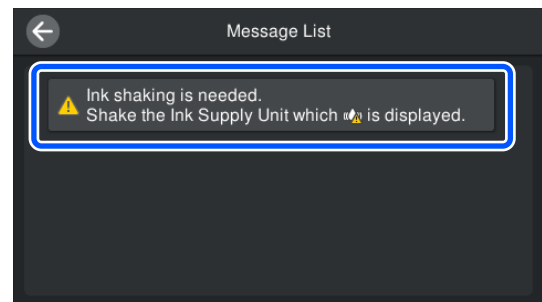 Message List
Ink shaking is needed.
Shake the Ink Supply Unit which is displayed.